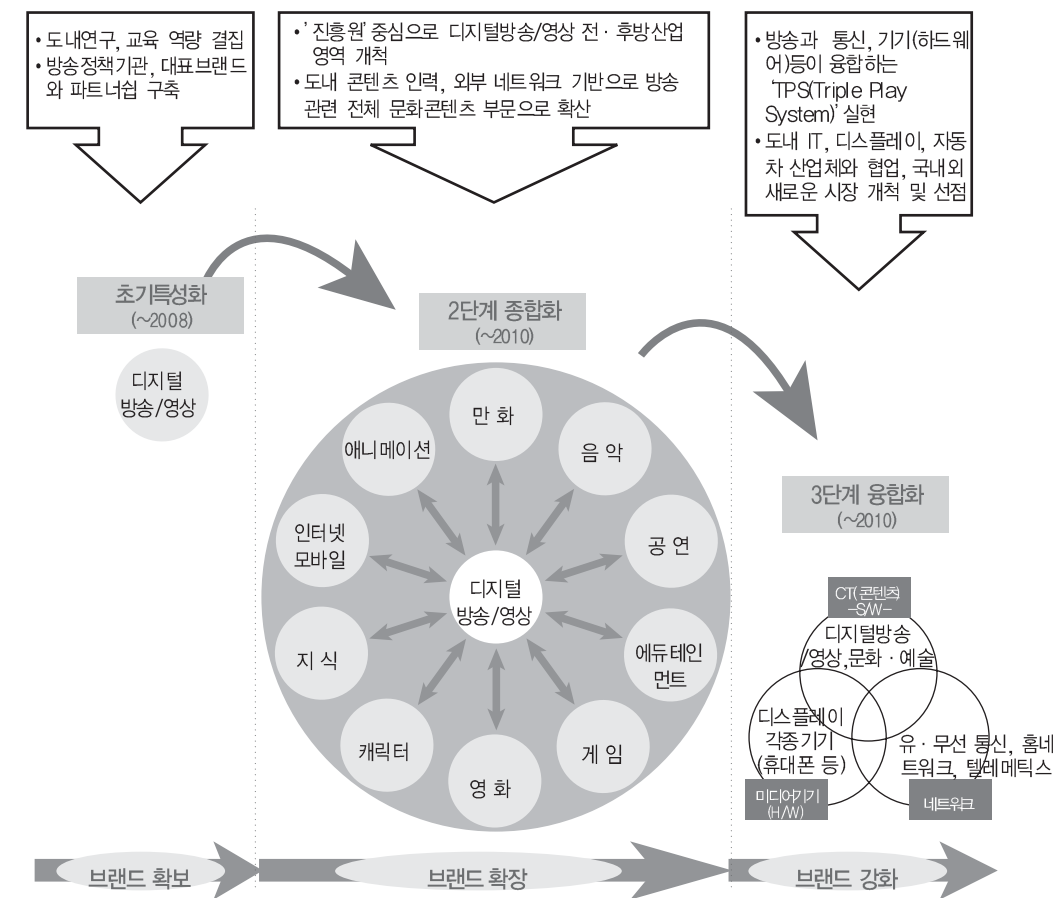 • 도내연구, 교육 역량 결집
• 방송정책기관, 대표브랜드
와 파트너쉽 구축
• ’진흥원’ 중심으로 디지털방송/영상 전 · 후방산업
영역 개척
• 도내 콘텐츠 인력, 외부 네트워크 기반으로 방송
관련 전체 문화콘텐츠 부문으로 확산
• 방송과 통신, 기기(하드웨
어)등이 융합하는
‘TPS(Triple Play
System)’ 실현
• 도내 IT, 디스플레이, 자동
차 산업체와 협업, 국내외
새로운 시장 개척 및 선점
초기특성화
(~2008)
디지털
방송/영상
2단계 종합화
(~2010)
만 화
음 악
공 연
에듀테인
먼트
게 임
영 화
캐릭터
지 식
인터넷
모바일
애니메이션
디지털
방송/영상
3단계 융합화
(~2010)
CT(콘텐츠)
-S/W-
디지털방송
/영상,문화 · 예술
디스플레이
각종기기
(휴대폰 등)
유 · 무선 통신, 홈네
트워크, 텔레메틱스
미디어기기
(H/W)
네트워크
브랜드 확보
브랜드 확장
브랜드 강화